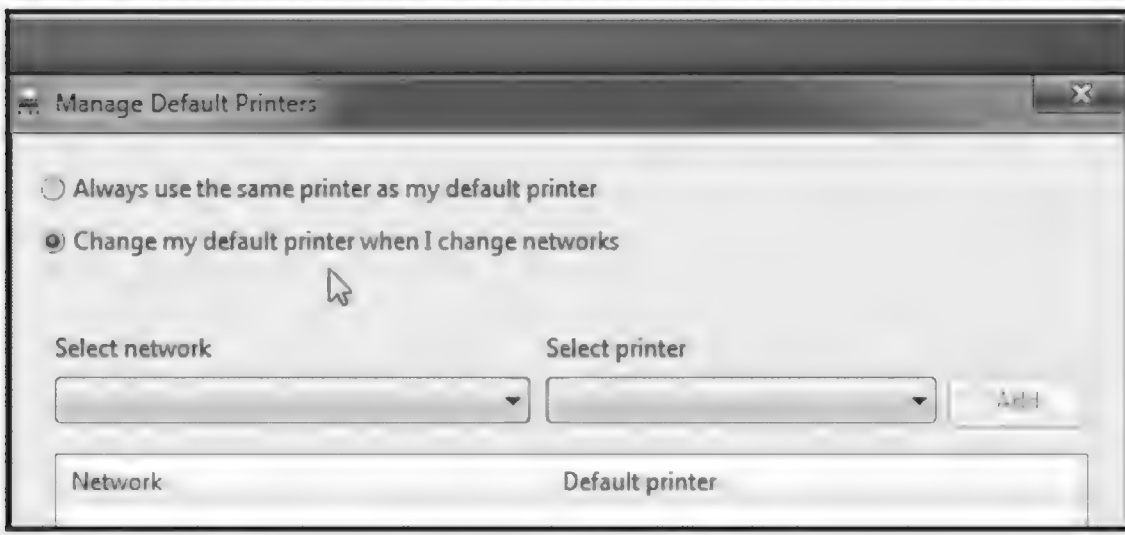 Manage Default Printers
Always use the same printer as my default printer
Change my default printer when I change networks
Select network Select printer
Add
Network Default printer